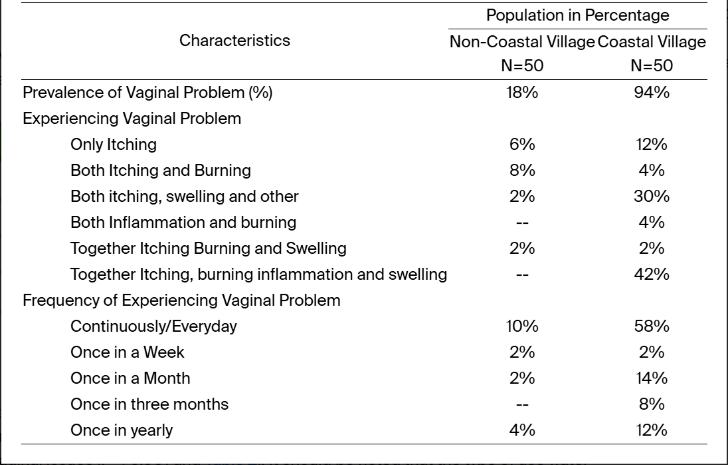 Population in Percentage
Characteristics Non-Coastal Village Coastal Village
N=50 N=50
Prevalence of Vaginal Problem (%) 18% 94%
Experiencing Vaginal Problem
Only Itching 6% 12%
Both Itching and Burning 8% 4%
Both itching, swelling and other 2% 30%
Both Inflammation and burning -- 4%
Together Itching Burning and Swelling 2% 2%
Together Itching, burning inflammation and swelling -- 42%
Frequency of Experiencing Vaginal Problem
Continuously/Everyday 10% 58%
Once in a Week 2% 2%
Once in a Month 2% 14%
Once in three months -- 8%
Once in yearly 4% 12%